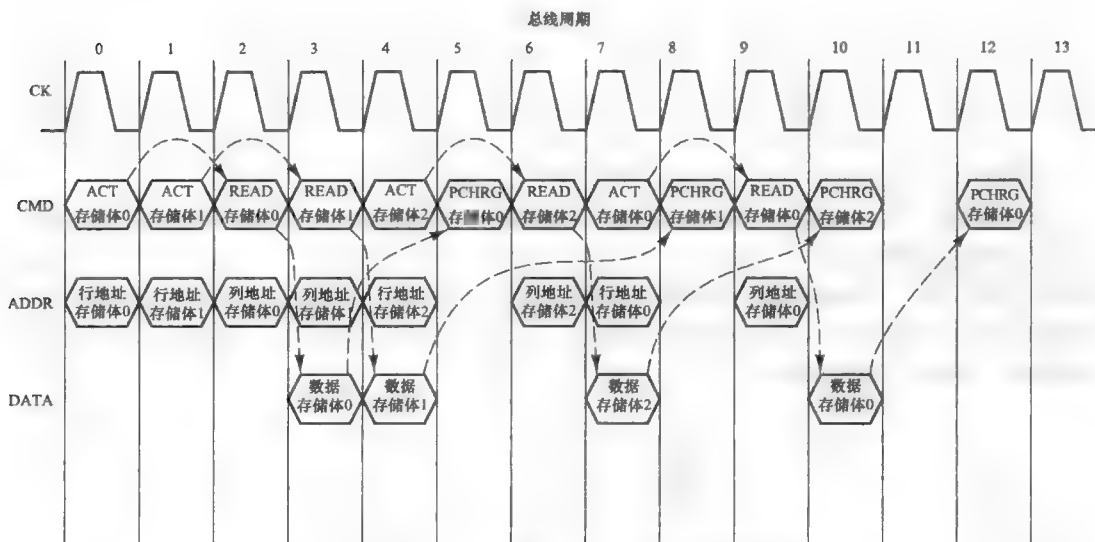 总线周期
0 1 2 3 4 5 6 7 8 9 10 11 12 13
CK
CMD
ACT ACT READ READ ACT PCHRG READ ACT PCHRG READ PCHRG PCHRG
存储体0 存储体1 存储体0 存储体1 存储体2 存储体0 存储体2 存储体0 存储体1 存储体0 存储体2 存储体0
ADDR
行地址 行地址 列地址 列地址 行地址 列地址 行地址 列地址
存储体0 存储体1 存储体0 存储体1 存储体2 存储体2 存储体0 存储体0
DATA
数据 数据 数据 数据
存储体0 存储体1 存储体2 存储体0